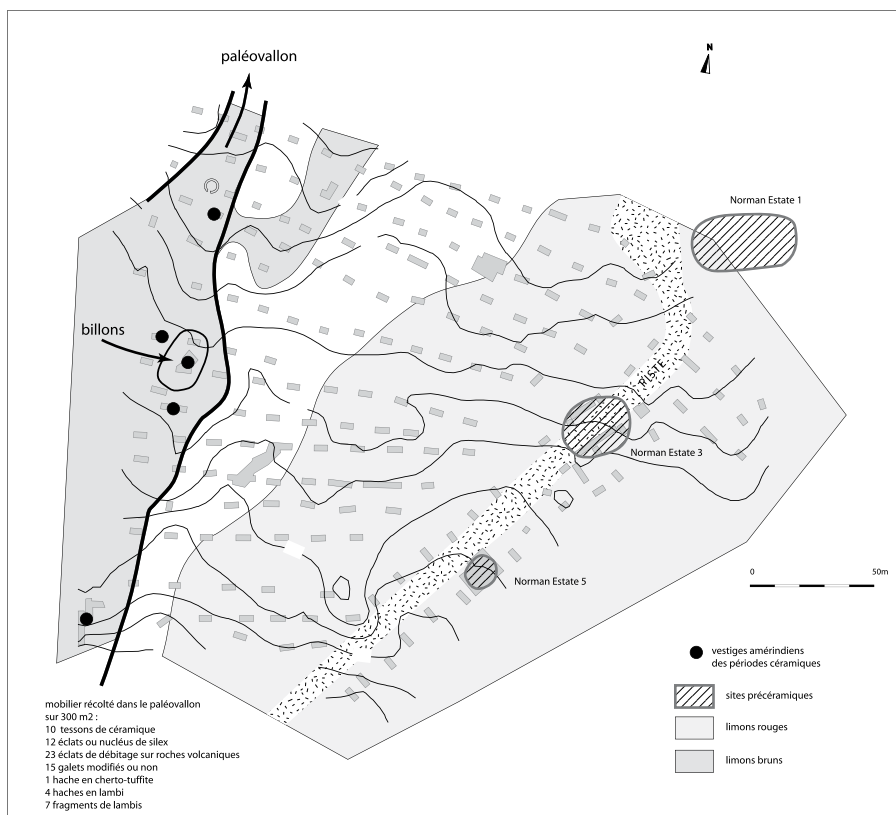 paléovallon
N
Norman Estate 1
billons
PISTE
Norman Estate 3
Norman Estate 5
0 50m
vestiges amérindiens
des périodes céramiques
sites précéramiques
limons rouges
limons bruns
mobilier récolté dans le paléovallon
sur 300 m2 :
10 tessons de céramique
12 éclats ou nucléus de silex
23 éclats de débitage sur roches volcaniques
15 galets modifiés ou non
1 hache en cherto-tuffite
4 haches en lambi
7 fragments de lambis